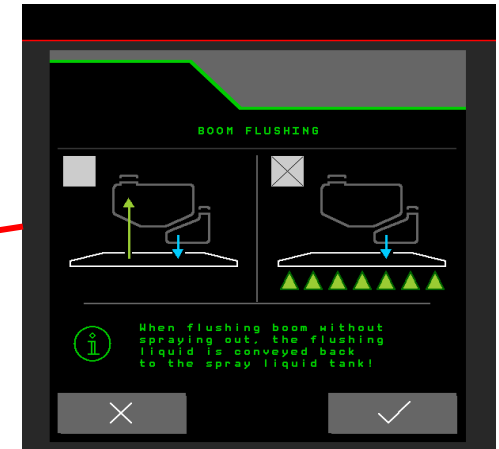 BOOM FLUSHING
When flushing boom without
spraying out, the flushing
liquid is conveyed back
to the spray liquid tank!